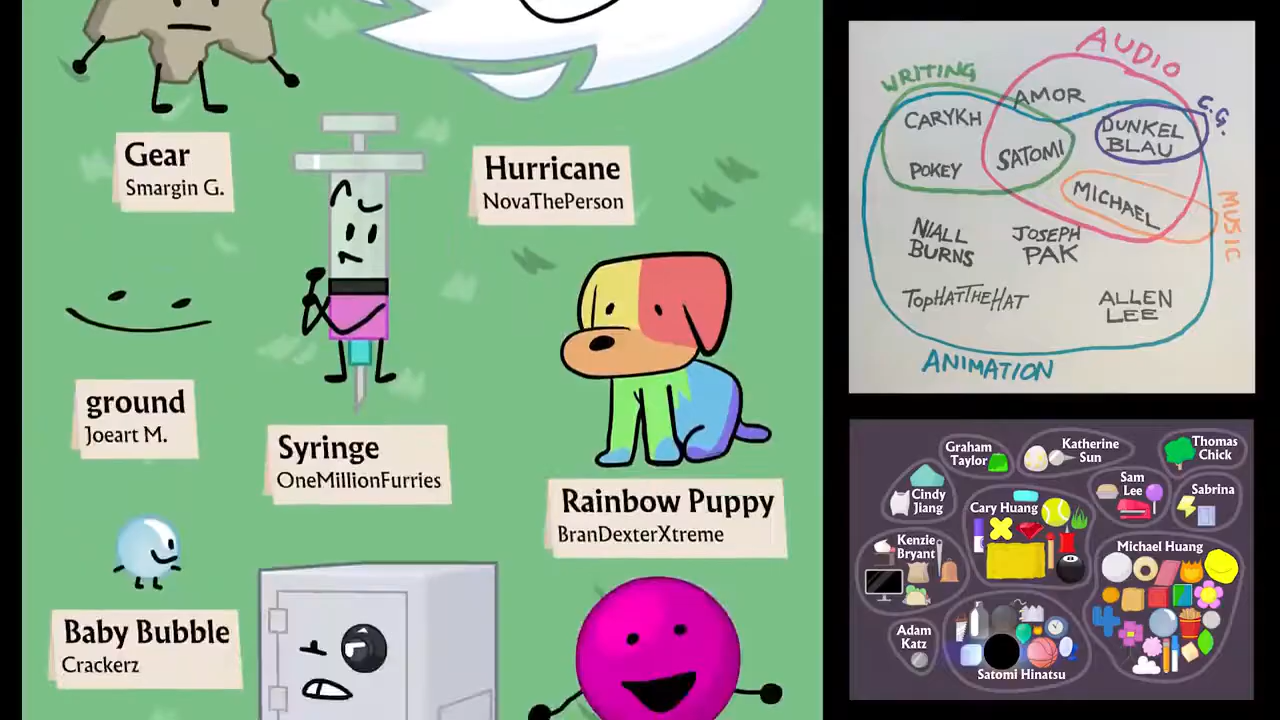 Gear
Smargin G.
Hurricane
NovaThePerson
ground
Joeart M.
Syringe
OneMillionFurries
Rainbow Puppy
BranDexterXtreme
Baby Bubble
Crackerz
AUDIO
WRITING
AMOR
C.G.
CARYKH
DUNKEL
BLAU
POKEY
SATOMI
MICHAEL
MUSIC
NIALL
BURNS
JOSEPH
PAK
TOPHATTHEHAT
ALLEN
LEE
ANIMATION
Graham
Taylor
Katherine
Sun
Thomas
Chick
Cindy
Jiang
Cary Huang
Sam
Lee
Sabrina
Kenzie
Bryant
Michael Huang
Adam
Katz
Satomi Hinatsu